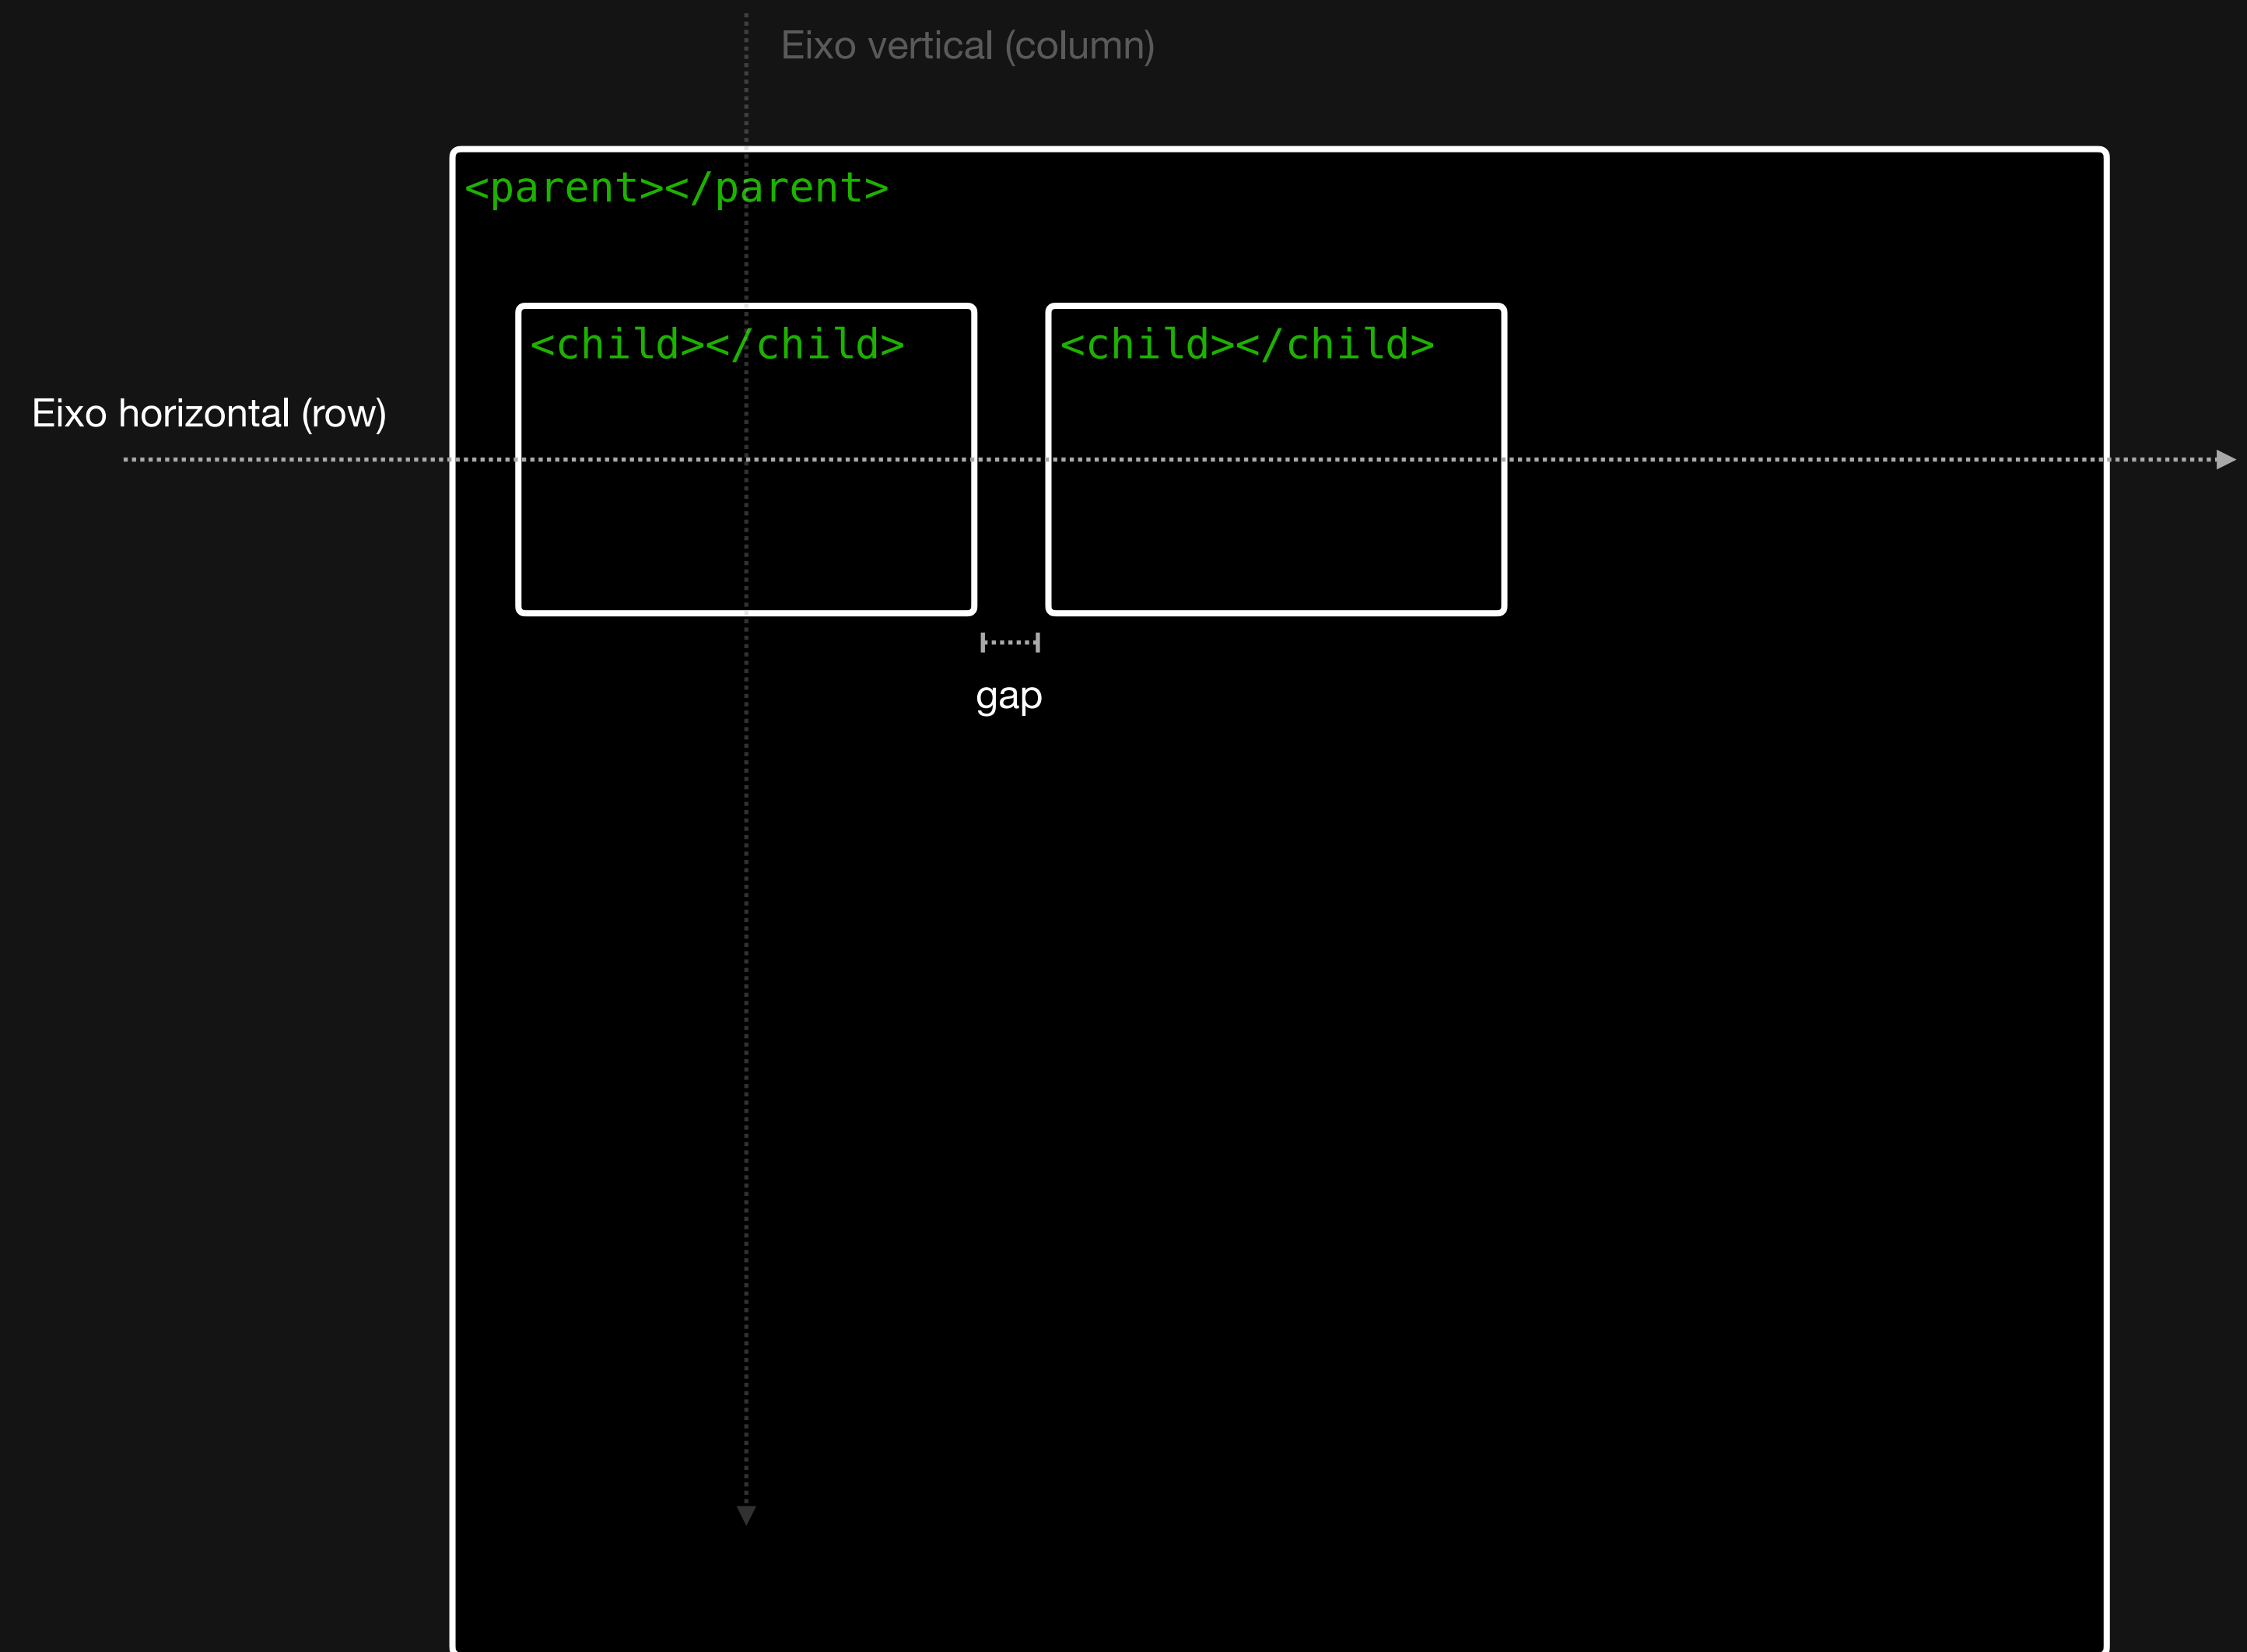 Eixo vertical (column)
<parent></parent>
<child></child>
<child></child>
Eixo horizontal (row)
gap